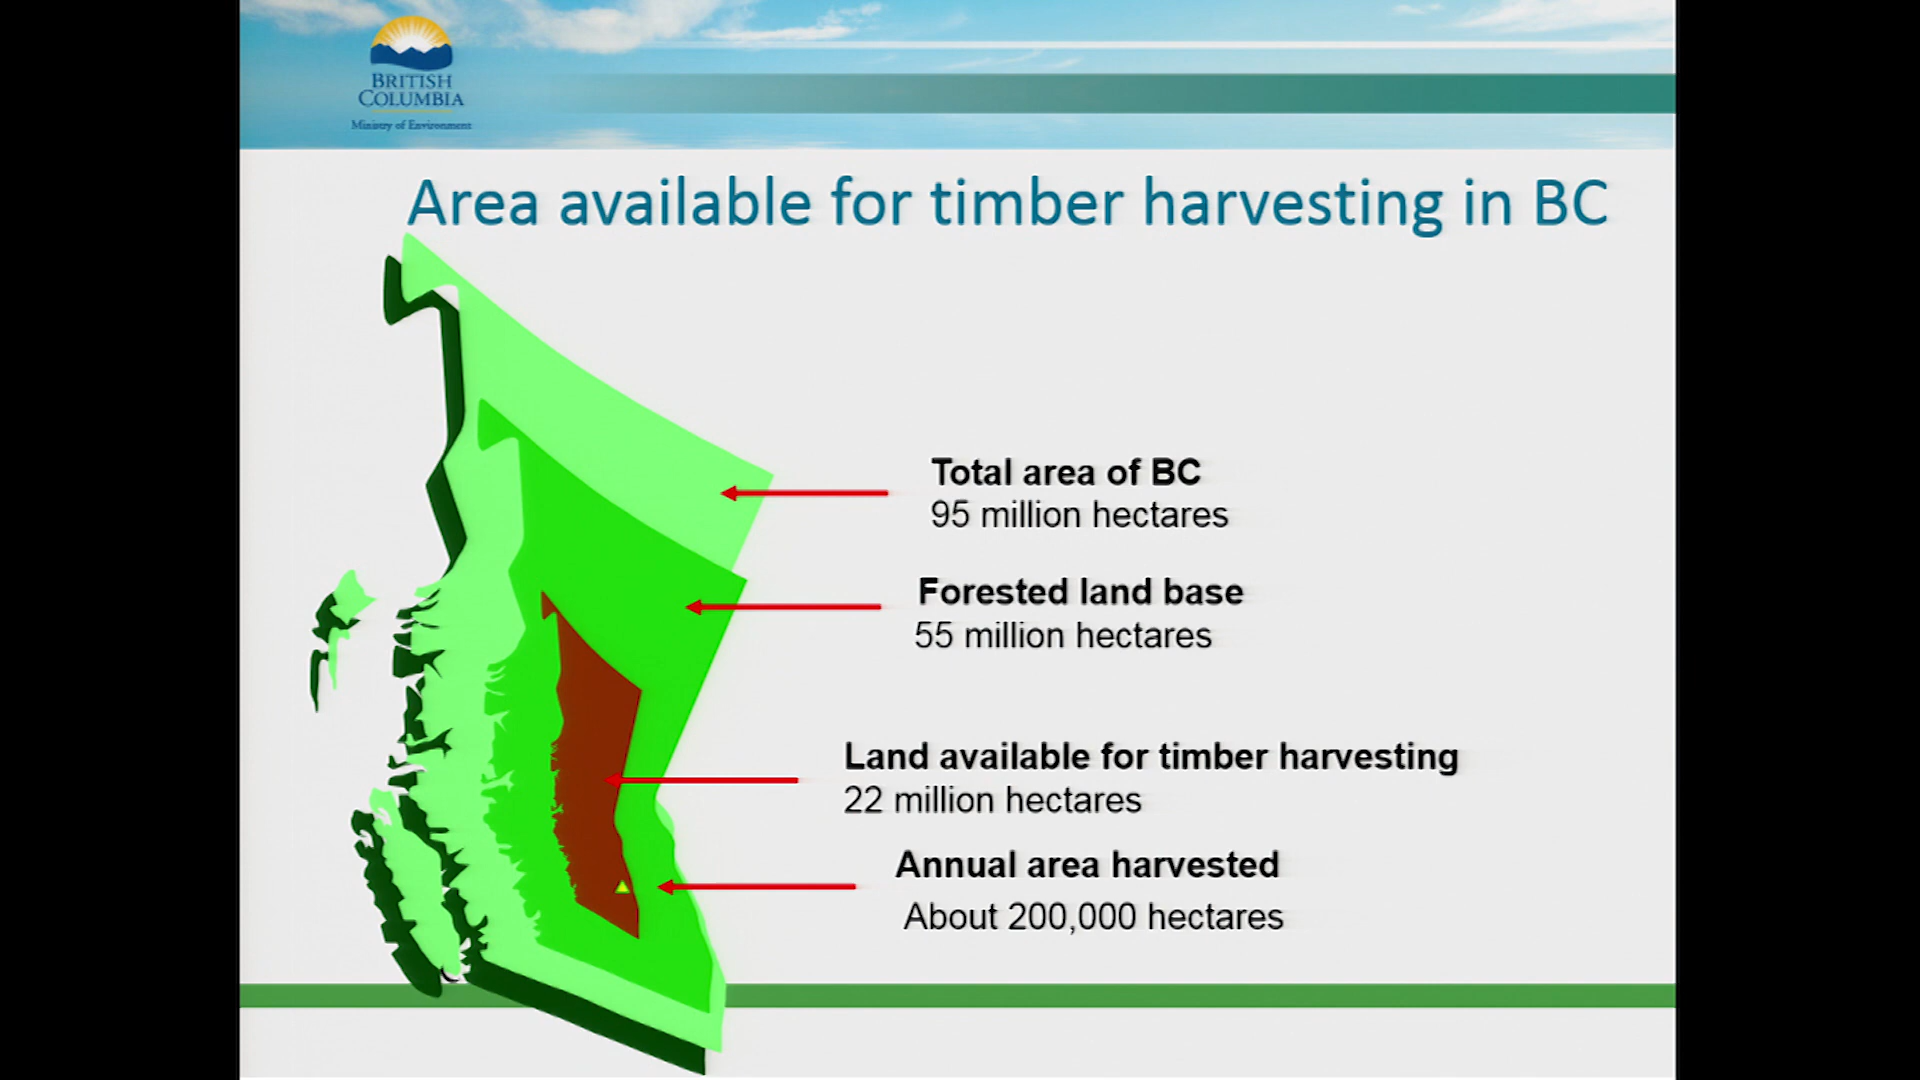 BRITISH
COLUMBIA
Ministry of Environment
Area available for timber harvesting in BC
Total area of BC
95 million hectares
Forested land base
55 million hectares
Land available for timber harvesting
22 million hectares
Annual area harvested
About 200,000 hectares